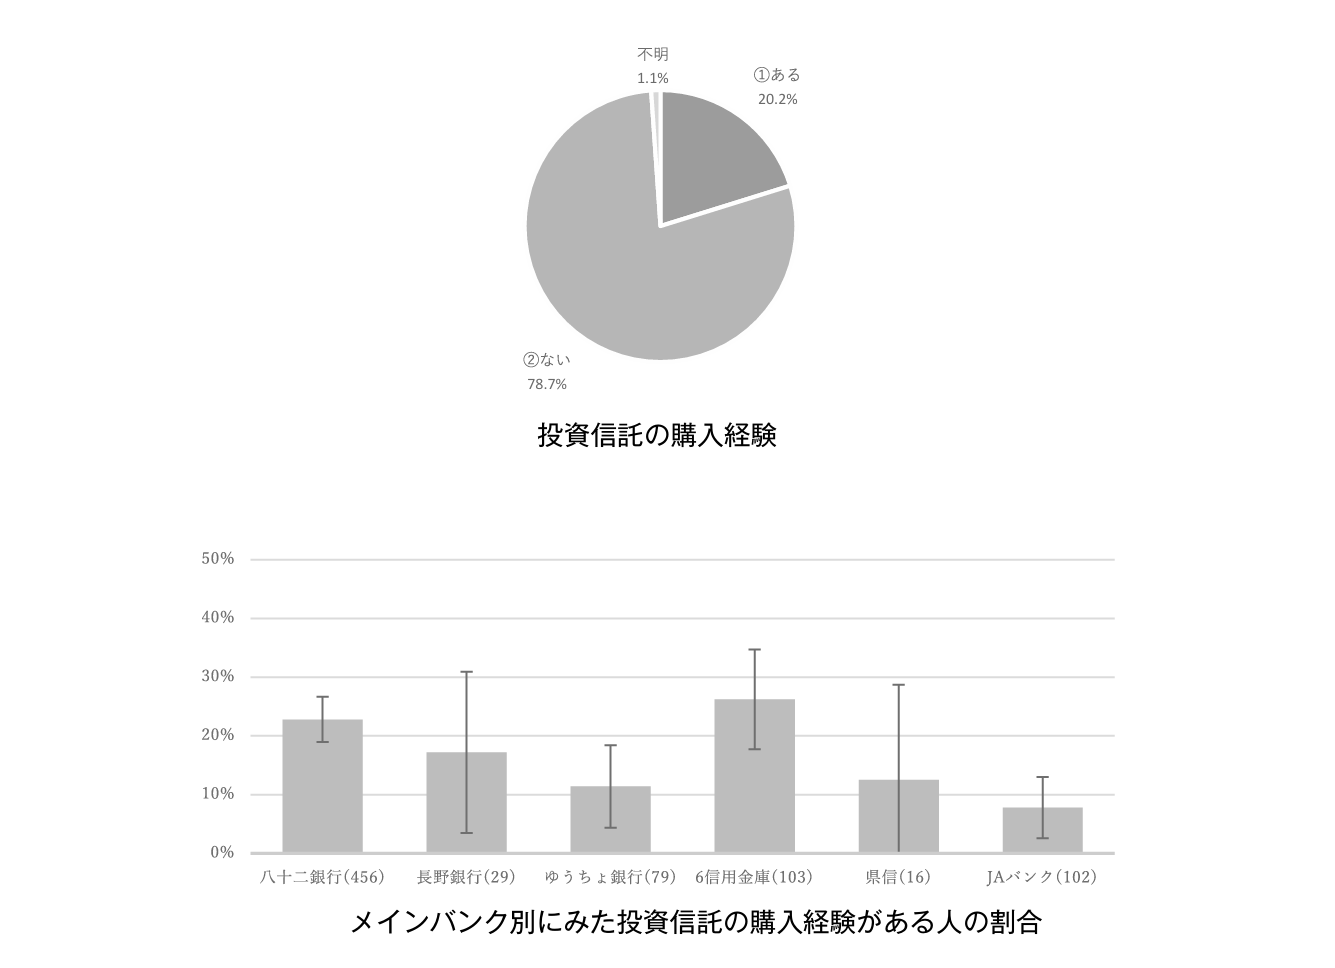 不明
1.1%
①ある
20.2%
②ない
78.7%
投資信託の購入経験
50%
40%
30%
20%
10%
0%
八十二銀行(456)
長野銀行(29)
ゆうちょ銀行(79)
6信用金庫(103)
県信(16)
JAバンク(102)
メインバンク別にみた投資信託の購入経験がある人の割合